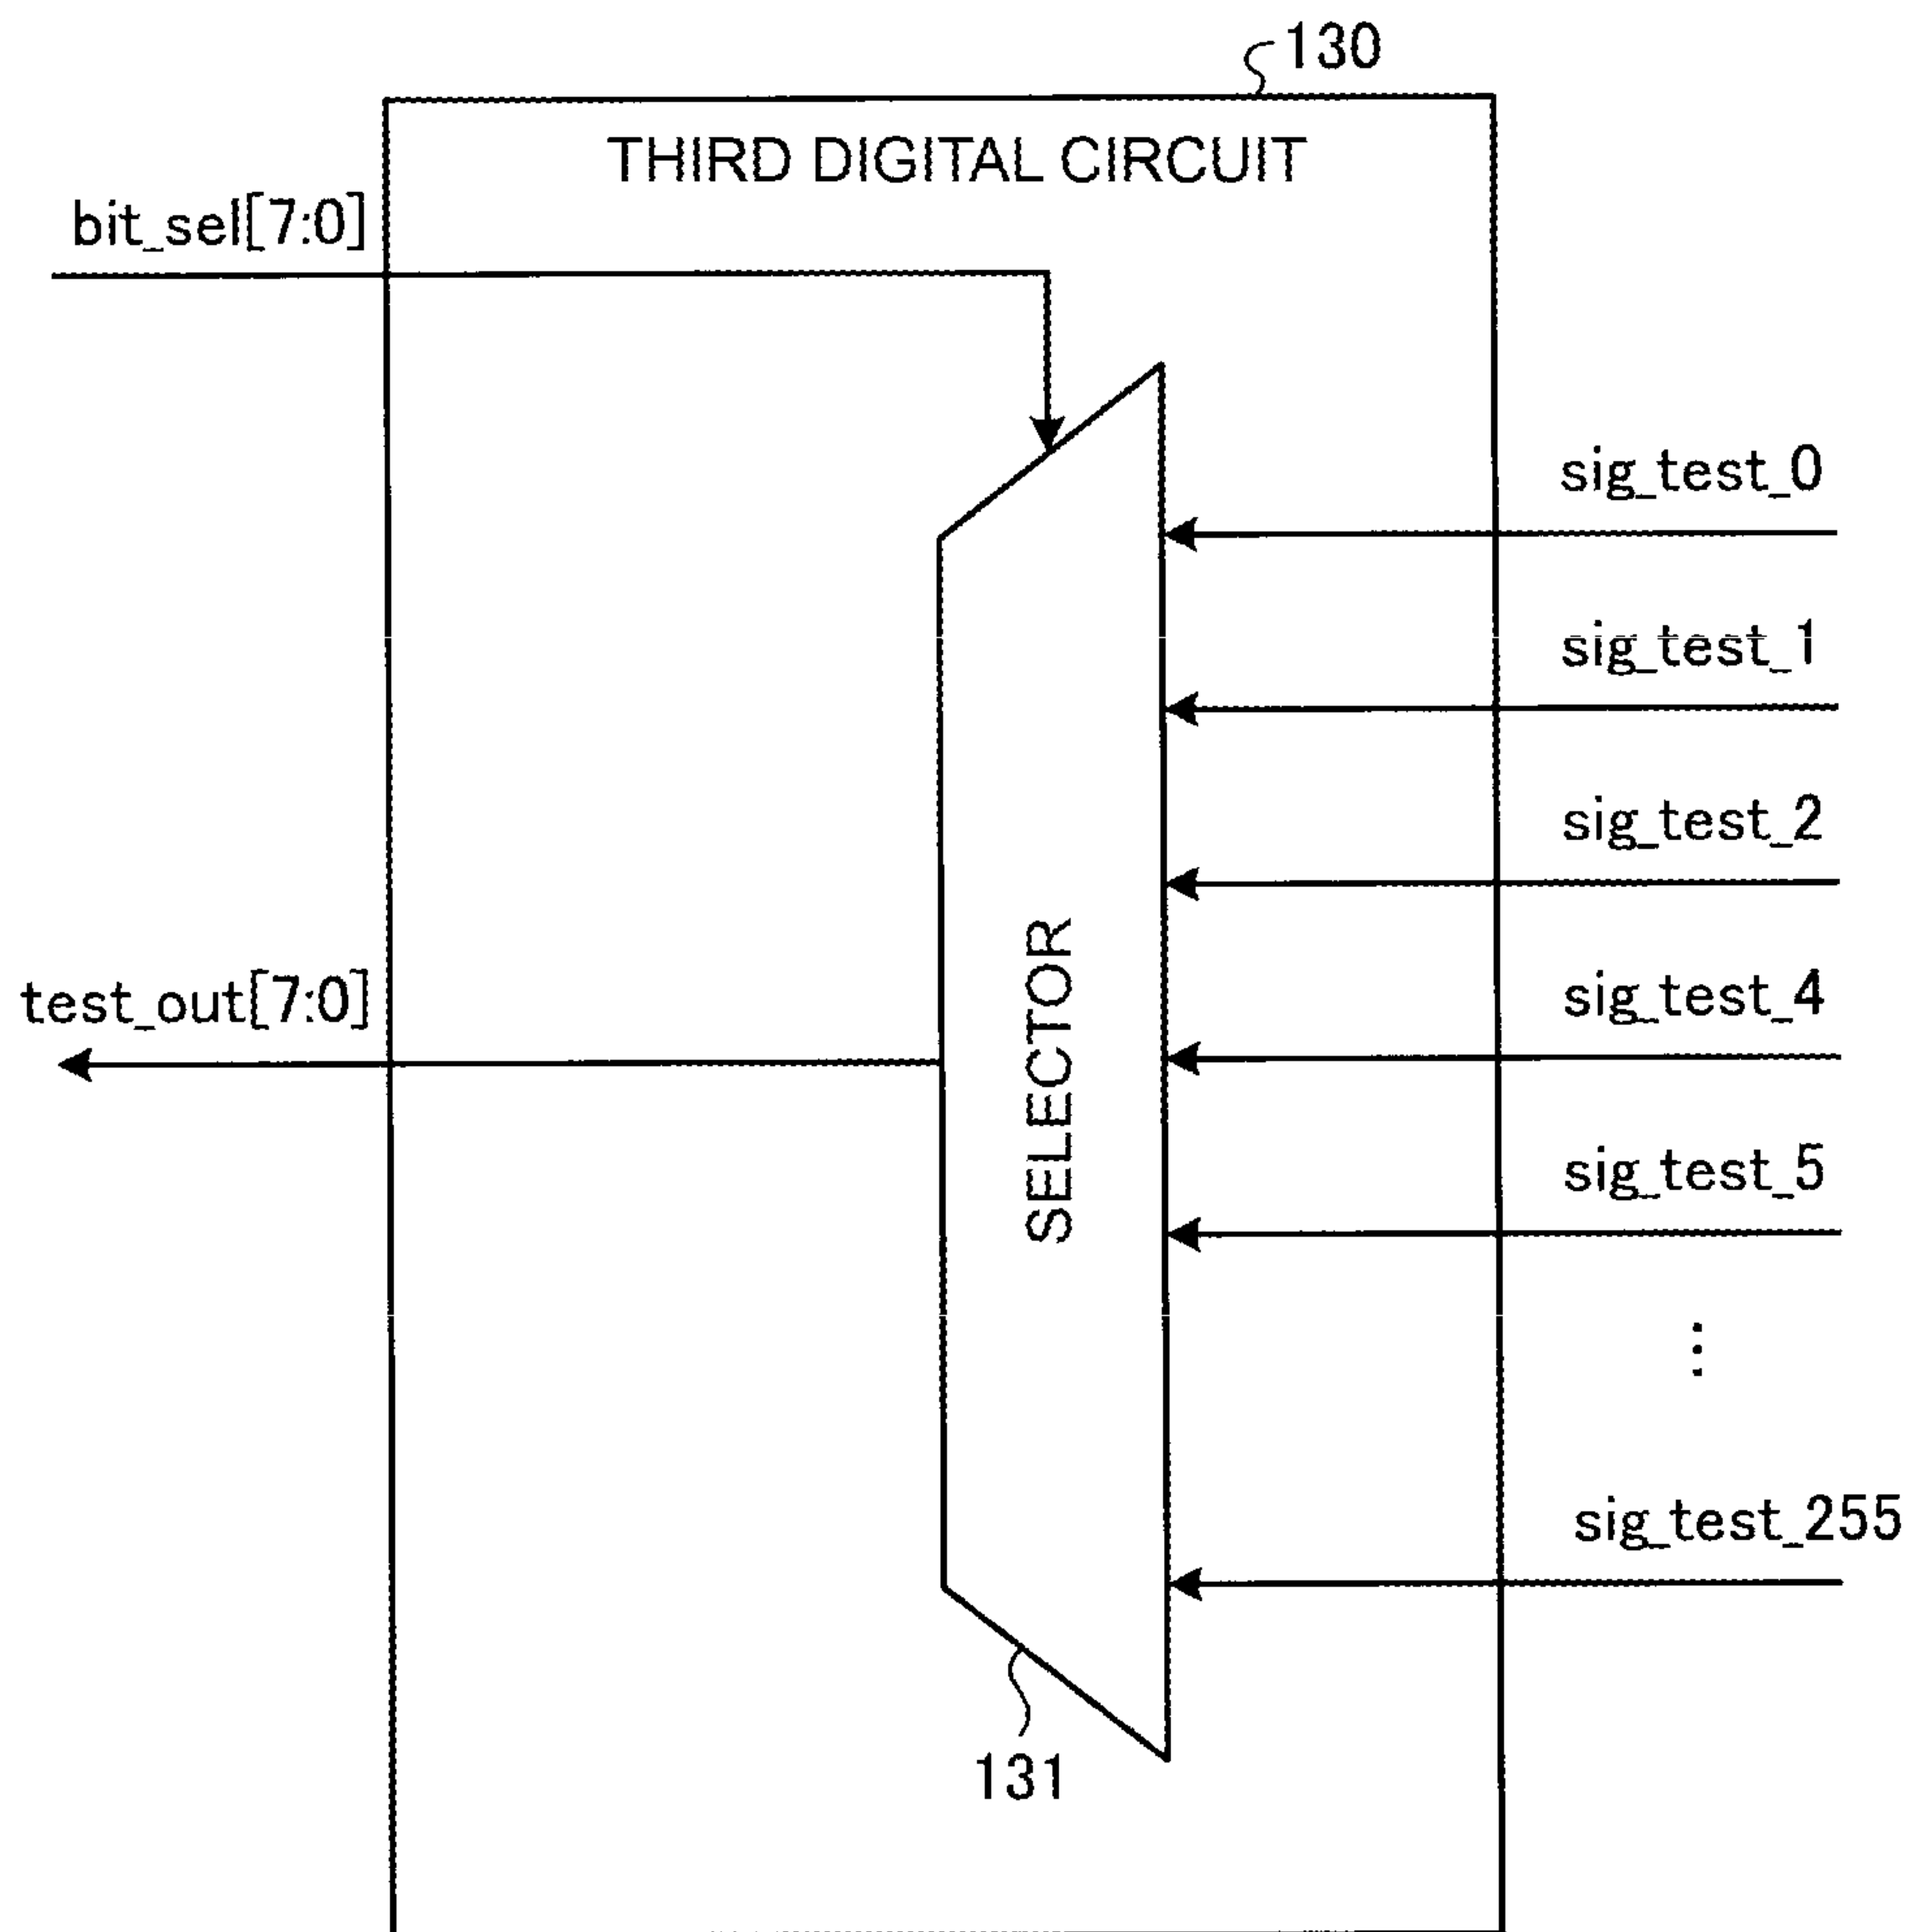 130
THIRD DIGITAL CIRCUIT
bit_sel[7:0]
sig_test_0
sig_test_1
sig_test_2
sig_test_4
test_out[7:0]
SELECTOR
sig_test_5
⋮
sig_test_255
131